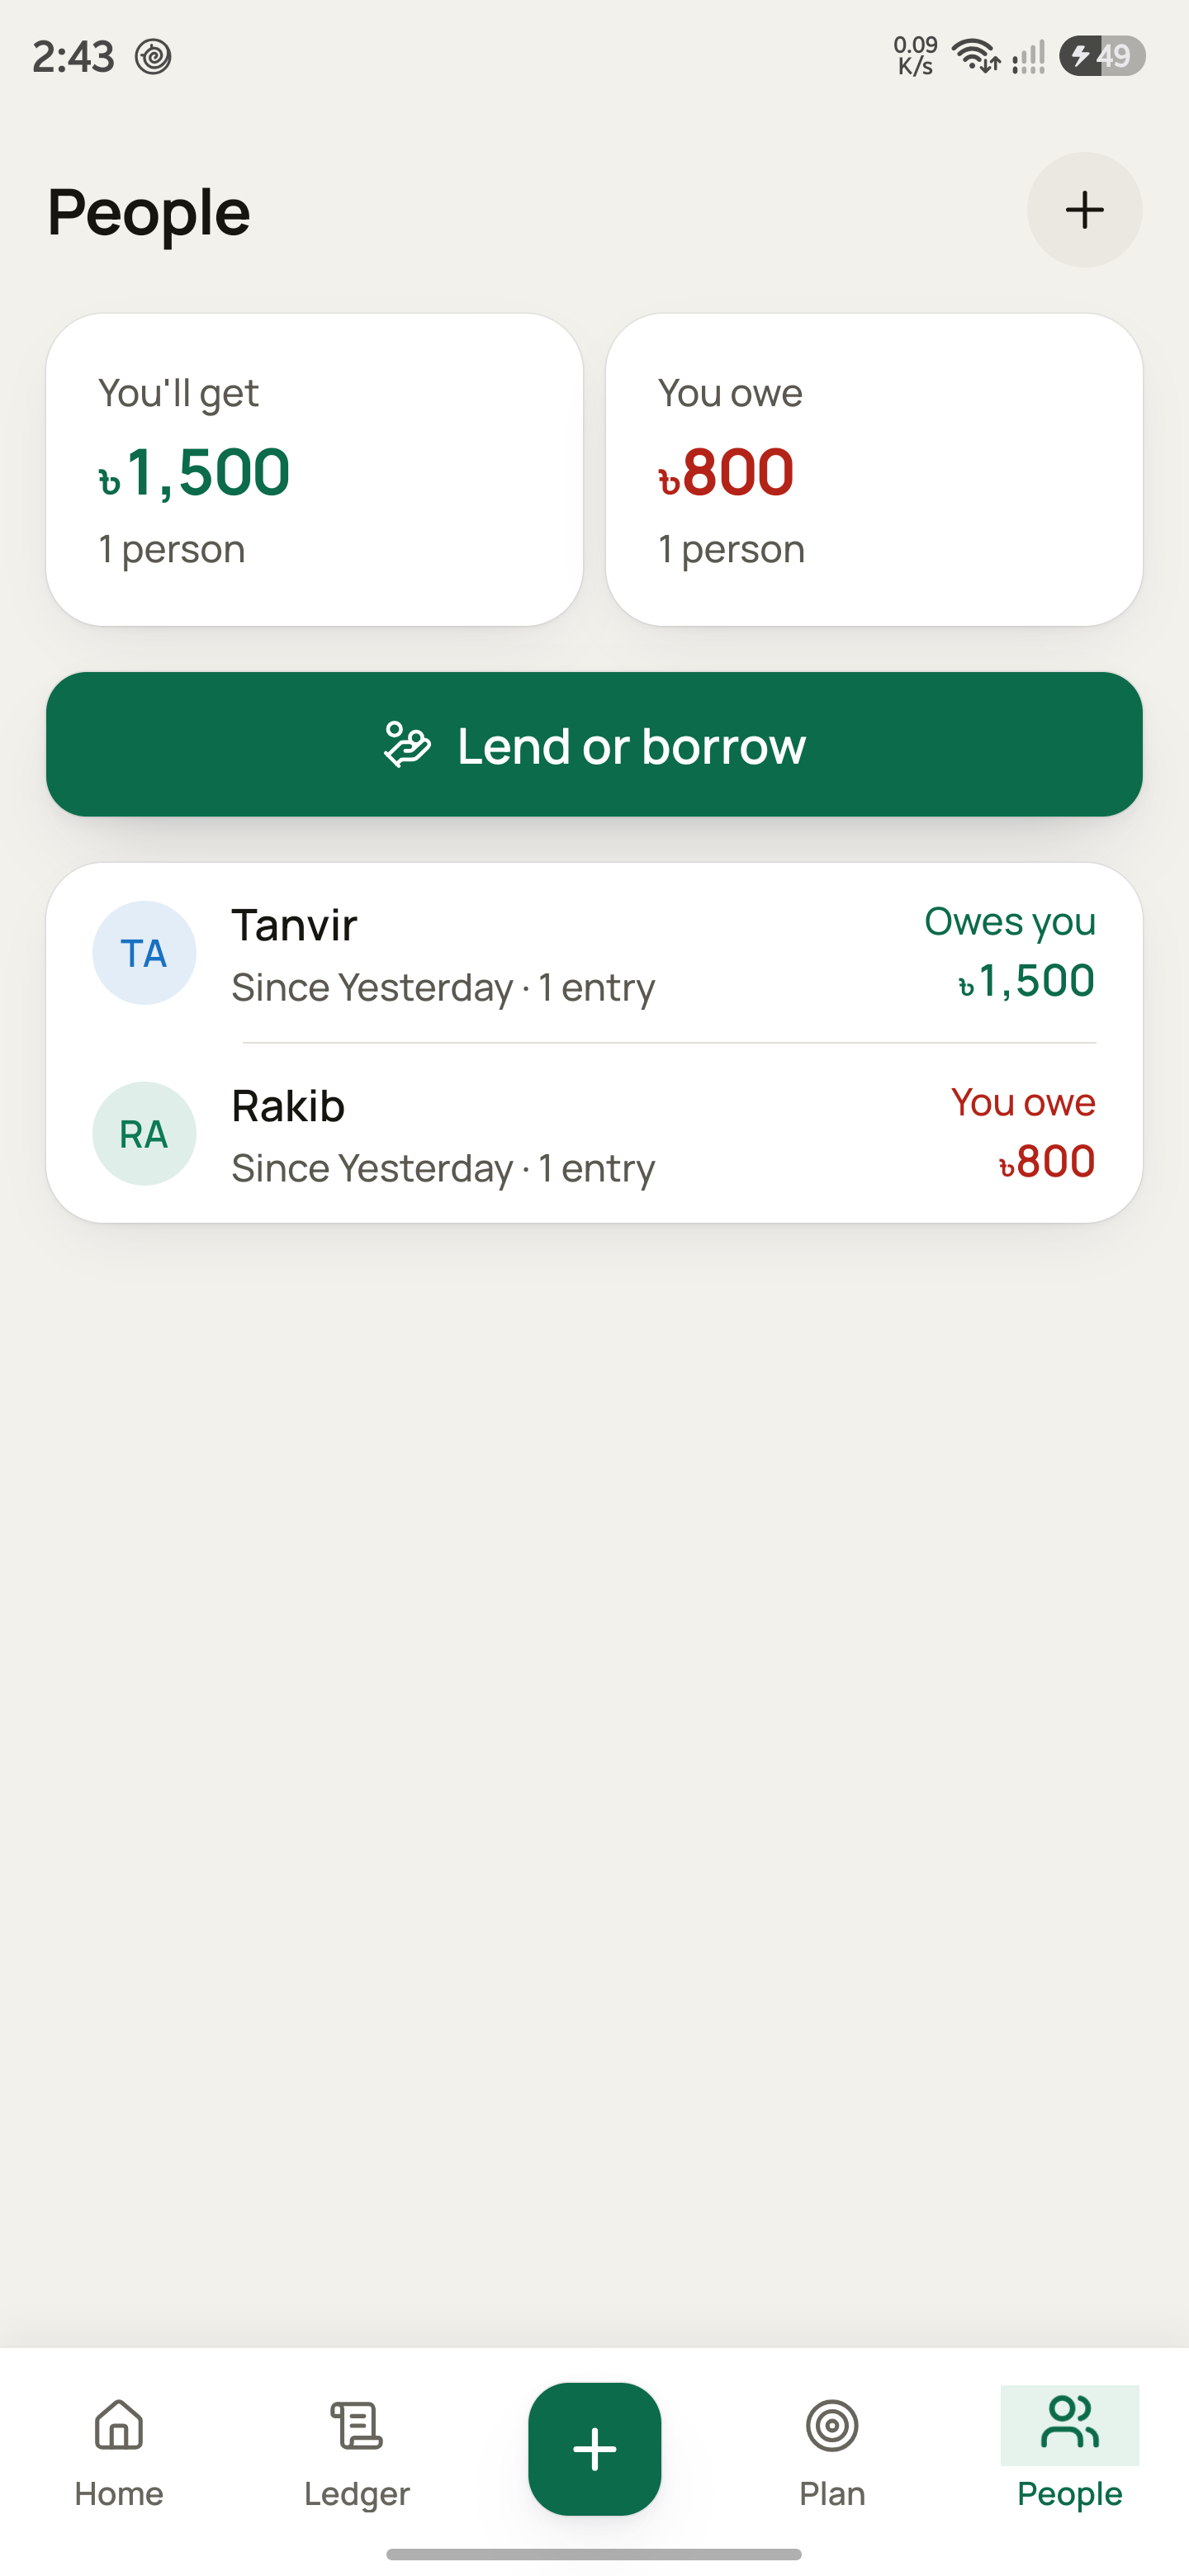 2:43
0.09
K/s
49
People
You'll get
You owe
৳1,500
৳800
1 person
1 person
Lend or borrow
TA
Tanvir
Owes you
Since Yesterday · 1 entry
৳1,500
RA
Rakib
You owe
Since Yesterday · 1 entry
৳800
Home
Ledger
Plan
People